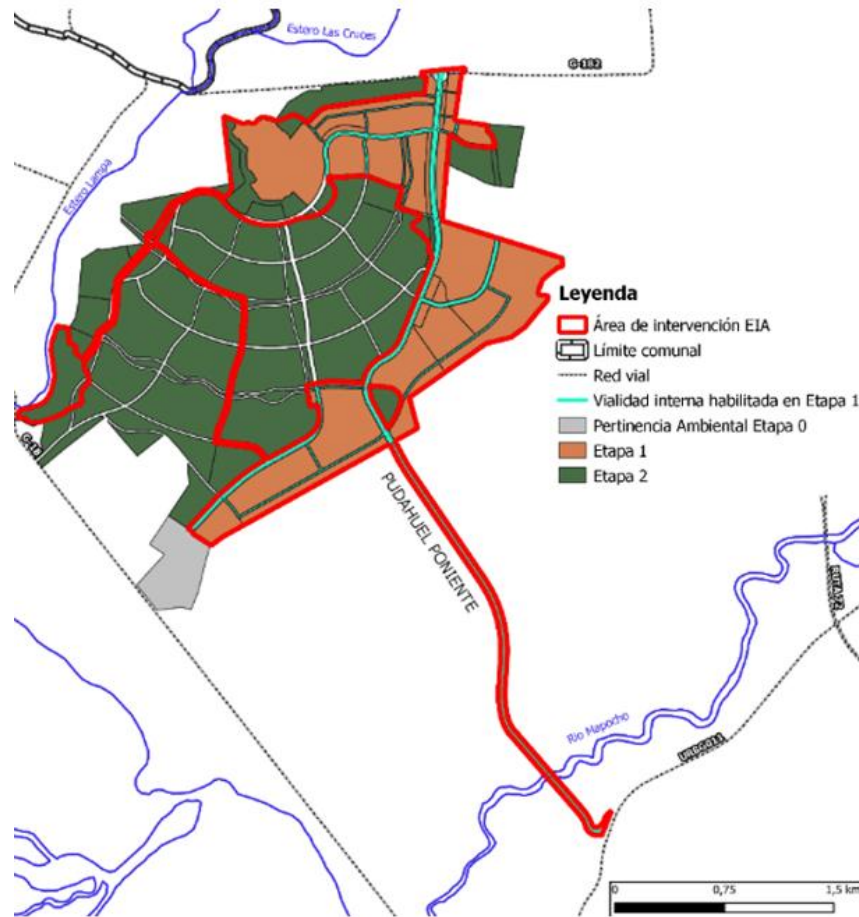 Estero Las Cruces
G-182
Estero Lampa
Leyenda
Área de intervención EIA
Límite comunal
Red vial
Vialidad interna habilitada en Etapa 1
Pertinencia Ambiental Etapa 0
Etapa 1
Etapa 2
PUDAHUEL PONIENTE
Rio Mapocho
0 0,75 1,5 km